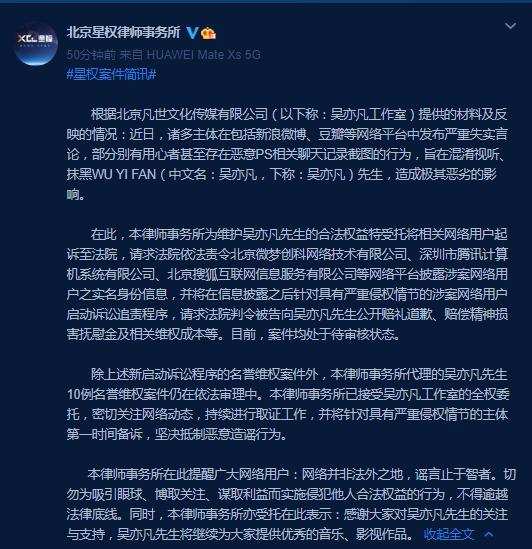 XCL 星權
北京星权律师事务所
50分钟前 来自 HUAWEI Mate Xs 5G
#星权案件简讯#
根据北京凡世文化传媒有限公司（以下称：吴亦凡工作室）提供的材料及反
映的情况：近日，诸多主体在包括新浪微博、豆瓣等网络平台中发布严重失实言
论，部分别有用心者甚至存在恶意PS相关聊天记录截图的行为，旨在混淆视听、
抹黑WU YI FAN（中文名：吴亦凡，下称：吴亦凡）先生，造成极其恶劣的影
响。
在此，本律师事务所为维护吴亦凡先生的合法权益特受托将相关网络用户起
诉至法院，请求法院依法责令北京微梦创科网络技术有限公司、深圳市腾讯计算
机系统有限公司、北京搜狐互联网信息服务有限公司等网络平台披露涉案网络用
户之实名身份信息，并将在信息披露之后针对具有严重侵权情节的涉案网络用户
启动诉讼追责程序，请求法院判令被告向吴亦凡先生公开赔礼道歉、赔偿精神损
害抚慰金及相关维权成本等。目前，案件均处于待审核状态。
除上述新启动诉讼程序的名誉维权案件外，本律师事务所代理的吴亦凡先生
10例名誉维权案件仍在依法审理中。本律师事务所已接受吴亦凡工作室的全权委
托，密切关注网络动态，持续进行取证工作，并将针对具有严重侵权情节的主体
第一时间备诉，坚决抵制恶意造谣行为。
本律师事务所在此提醒广大网络用户：网络并非法外之地，谣言止于智者。切
勿为吸引眼球、博取关注、谋取利益而实施侵犯他人合法权益的行为，不得逾越
法律底线。同时，本律师事务所亦受托在此表示：感谢大家对吴亦凡先生的关注
与支持，吴亦凡先生将继续为大家提供优秀的音乐、影视作品。 收起全文